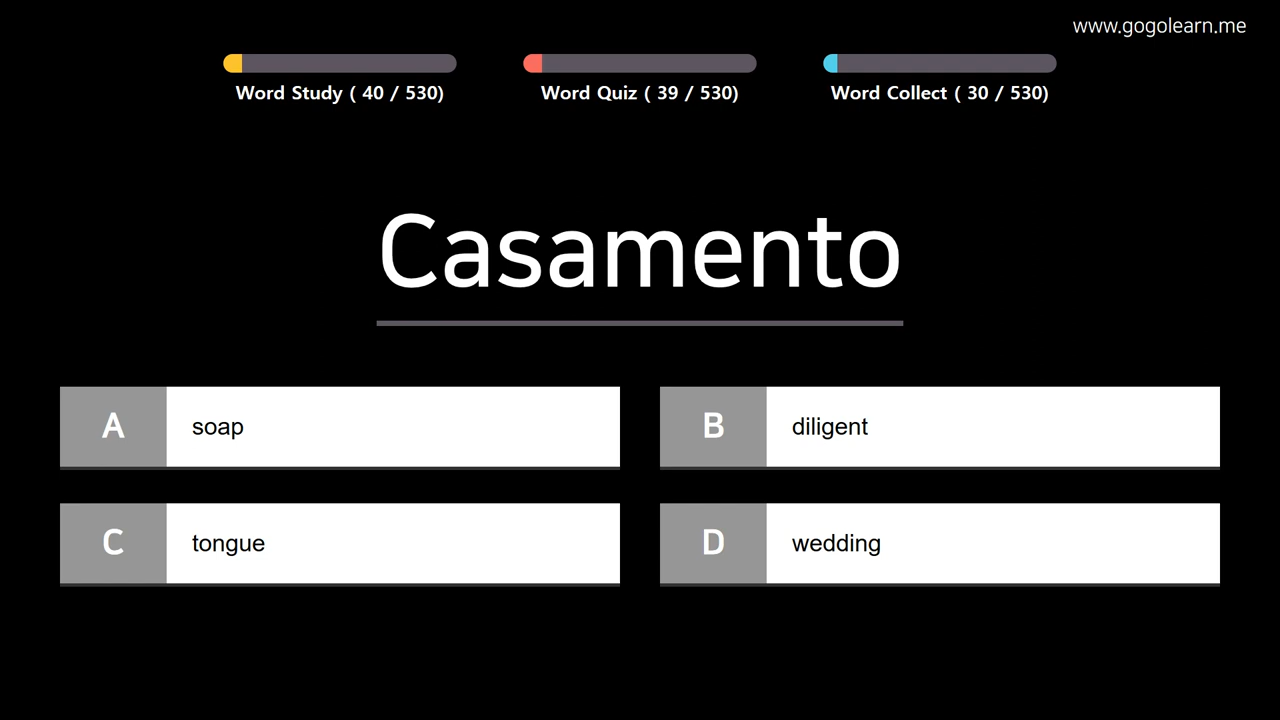 www.gogolearn.me
Word Study ( 40 / 530)
Word Quiz ( 39 / 530)
Word Collect ( 30 / 530)
Casamento
A soap
B diligent
C tongue
D wedding